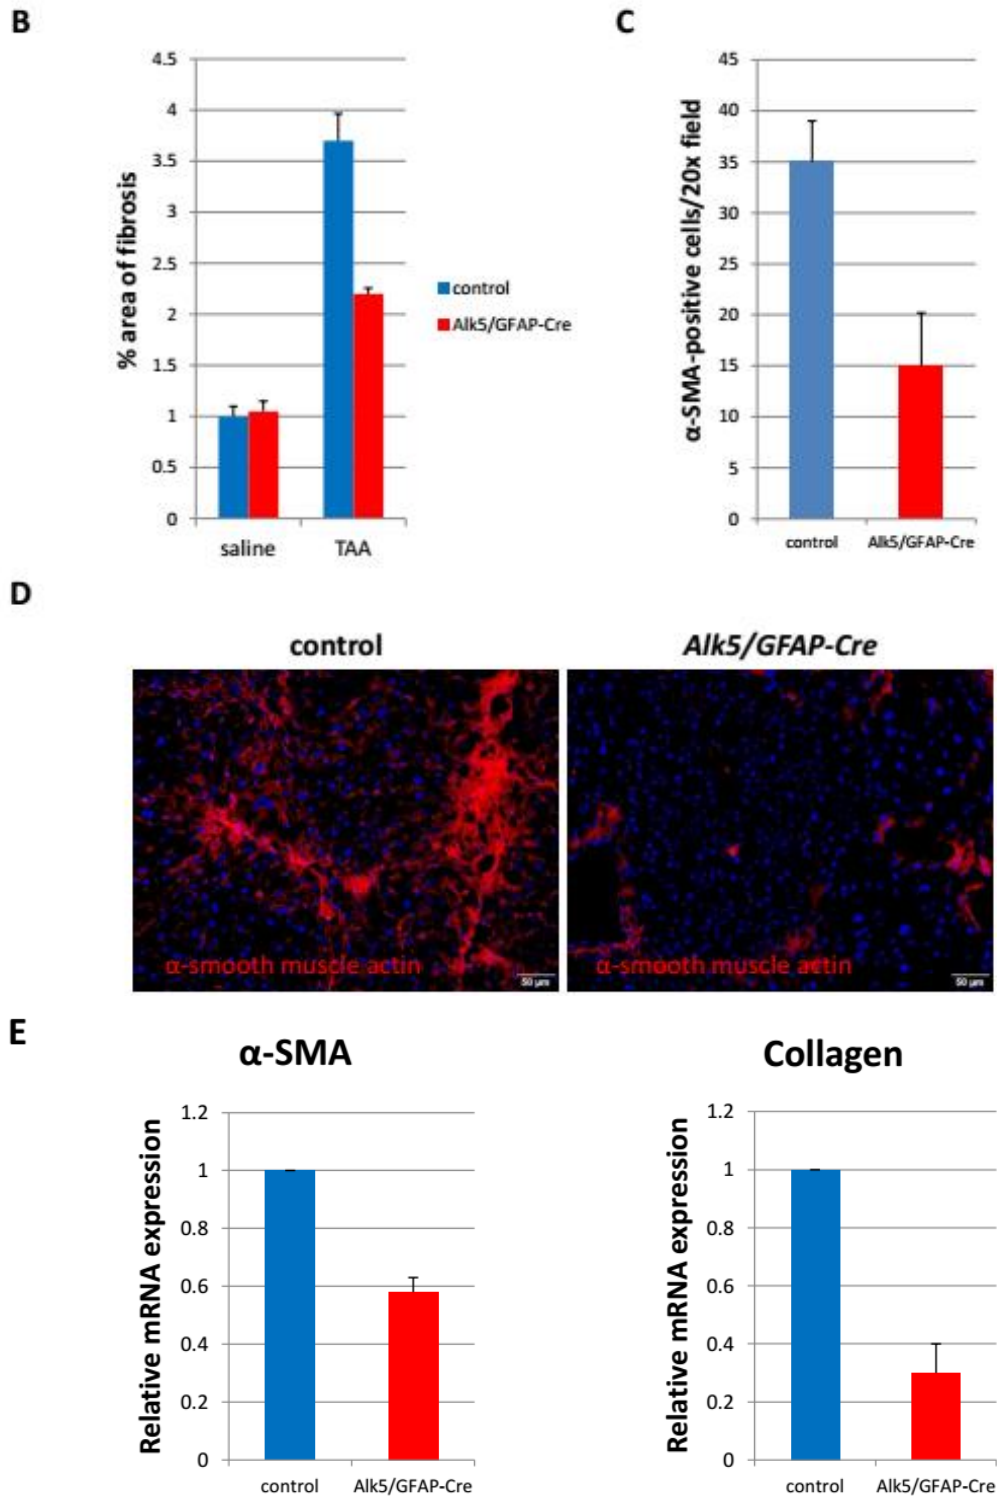 B
C
4.5
4
3.5
3
2.5
2
1.5
1
0.5
0
% area of fibrosis
saline
TAA
control
Alk5/GFAP-Cre
45
40
35
30
25
20
15
10
5
0
α-SMA-positive cells/20x field
control
Alk5/GFAP-Cre
D
control
Alk5/GFAP-Cre
α-smooth muscle actin
50 µm
α-smooth muscle actin
50 µm
E
α-SMA
Collagen
1.2
1
0.8
0.6
0.4
0.2
0
Relative mRNA expression
control
Alk5/GFAP-Cre
1.2
1
0.8
0.6
0.4
0.2
0
Relative mRNA expression
control
Alk5/GFAP-Cre